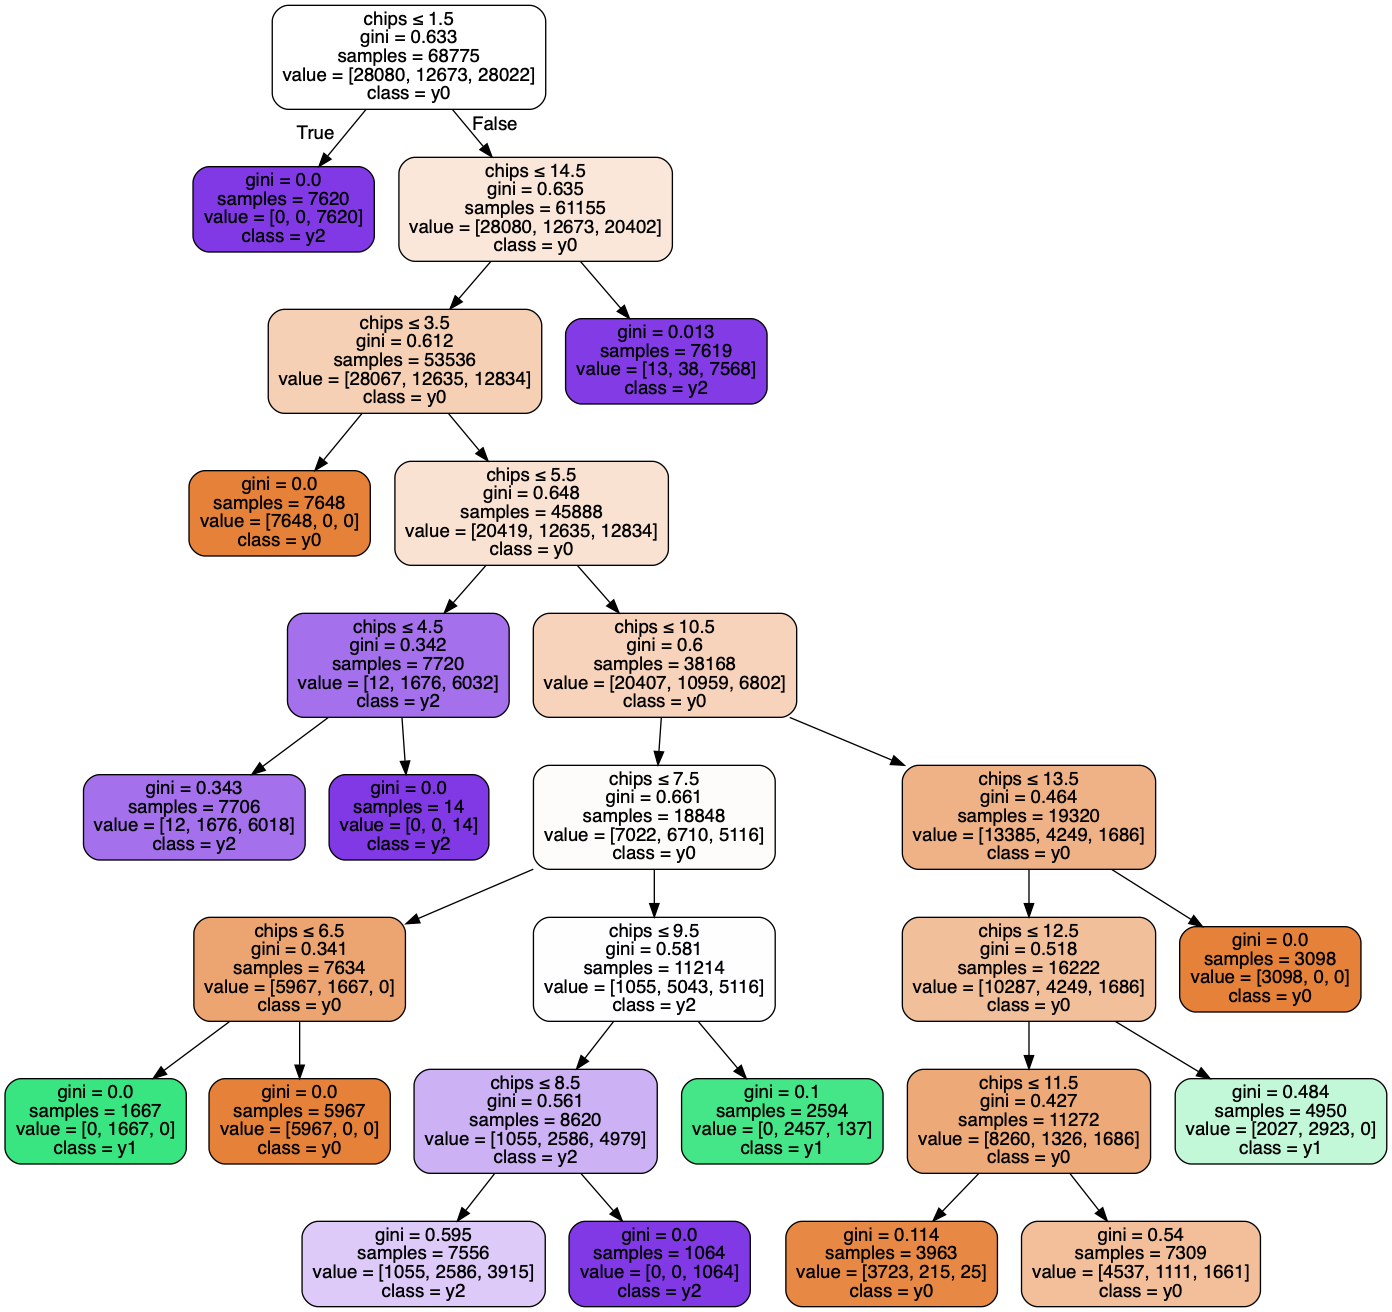 chips ≤ 1.5
gini = 0.633
samples = 68775
value = [28080, 12673, 28022]
class = y0
True
False
gini = 0.0
samples = 7620
value = [0, 0, 7620]
class = y2
chips ≤ 14.5
gini = 0.635
samples = 61155
value = [28080, 12673, 20402]
class = y0
chips ≤ 3.5
gini = 0.612
samples = 53536
value = [28067, 12635, 12834]
class = y0
gini = 0.013
samples = 7619
value = [13, 38, 7568]
class = y2
gini = 0.0
samples = 7648
value = [7648, 0, 0]
class = y0
chips ≤ 5.5
gini = 0.648
samples = 45888
value = [20419, 12635, 12834]
class = y0
chips ≤ 4.5
gini = 0.342
samples = 7720
value = [12, 1676, 6032]
class = y2
chips ≤ 10.5
gini = 0.6
samples = 38168
value = [20407, 10959, 6802]
class = y0
gini = 0.343
samples = 7706
value = [12, 1676, 6018]
class = y2
gini = 0.0
samples = 14
value = [0, 0, 14]
class = y2
chips ≤ 7.5
gini = 0.661
samples = 18848
value = [7022, 6710, 5116]
class = y0
chips ≤ 13.5
gini = 0.464
samples = 19320
value = [13385, 4249, 1686]
class = y0
chips ≤ 6.5
gini = 0.341
samples = 7634
value = [5967, 1667, 0]
class = y0
chips ≤ 9.5
gini = 0.581
samples = 11214
value = [1055, 5043, 5116]
class = y2
chips ≤ 12.5
gini = 0.518
samples = 16222
value = [10287, 4249, 1686]
class = y0
gini = 0.0
samples = 3098
value = [3098, 0, 0]
class = y0
gini = 0.0
samples = 1667
value = [0, 1667, 0]
class = y1
gini = 0.0
samples = 5967
value = [5967, 0, 0]
class = y0
chips ≤ 8.5
gini = 0.561
samples = 8620
value = [1055, 2586, 4979]
class = y2
gini = 0.1
samples = 2594
value = [0, 2457, 137]
class = y1
chips ≤ 11.5
gini = 0.427
samples = 11272
value = [8260, 1326, 1686]
class = y0
gini = 0.484
samples = 4950
value = [2027, 2923, 0]
class = y1
gini = 0.595
samples = 7556
value = [1055, 2586, 3915]
class = y2
gini = 0.0
samples = 1064
value = [0, 0, 1064]
class = y2
gini = 0.114
samples = 3963
value = [3723, 215, 25]
class = y0
gini = 0.54
samples = 7309
value = [4537, 1111, 1661]
class = y0